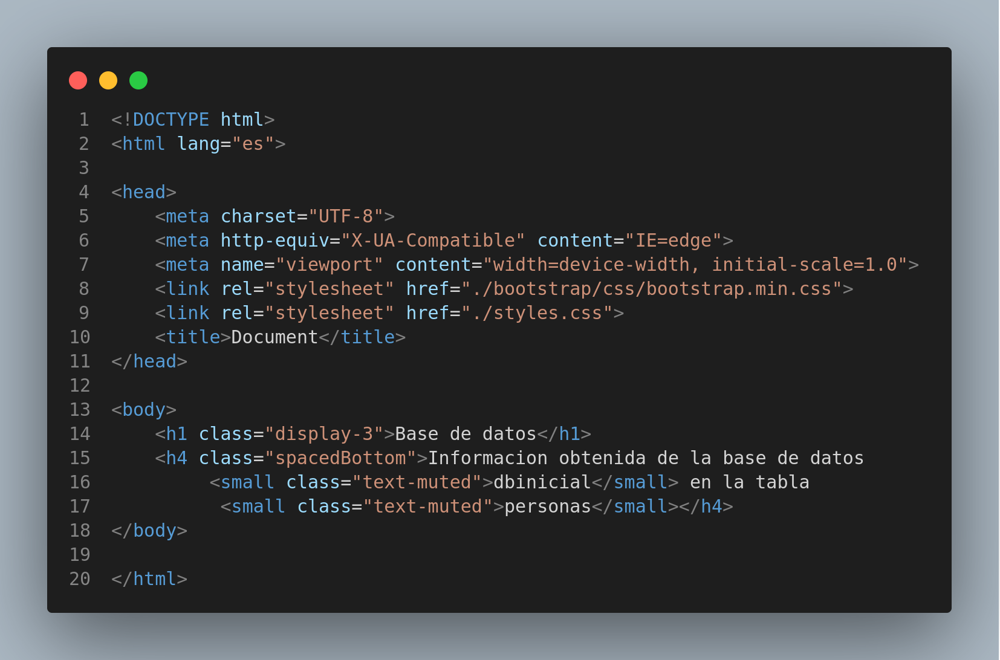 1 <!DOCTYPE html>
2 <html lang="es">
3
4 <head>
5     <meta charset="UTF-8">
6     <meta http-equiv="X-UA-Compatible" content="IE=edge">
7     <meta name="viewport" content="width=device-width, initial-scale=1.0">
8     <link rel="stylesheet" href="./bootstrap/css/bootstrap.min.css">
9     <link rel="stylesheet" href="./styles.css">
10     <title>Document</title>
11 </head>
12
13 <body>
14     <h1 class="display-3">Base de datos</h1>
15     <h4 class="spacedBottom">Informacion obtenida de la base de datos
16          <small class="text-muted">dbinicial</small> en la tabla
17           <small class="text-muted">personas</small></h4>
18 </body>
19
20 </html>